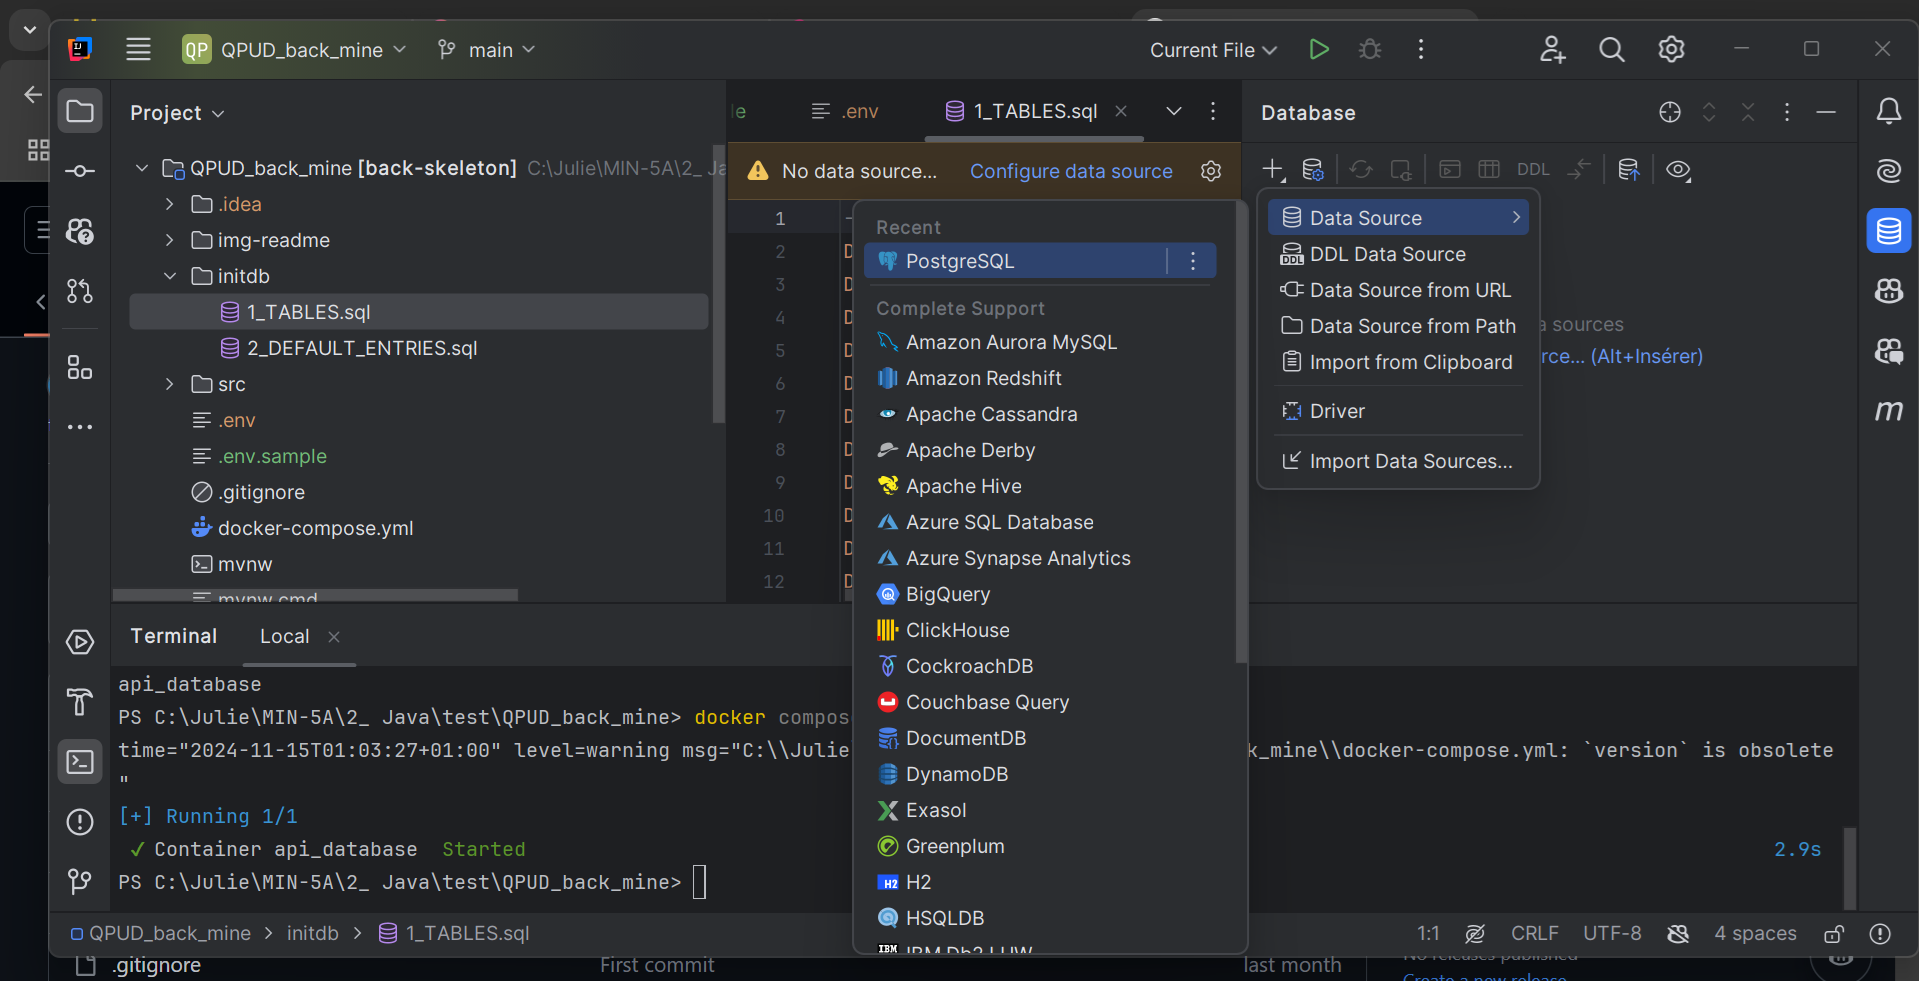 QP QPUD_back_mine
main
Current File
Project
QPUD_back_mine [back-skeleton] C:\Julie\MIN-5A\2_ Ja
.idea
img-readme
initdb
1_TABLES.sql
2_DEFAULT_ENTRIES.sql
src
.env
.env.sample
.gitignore
docker-compose.yml
mvnw
mvnw.cmd
.env
1_TABLES.sql
No data source...
Configure data source
1
2
3
4
5
6
7
8
9
10
11
12
Database
DDL
Data Source
DDL Data Source
Data Source from URL
Data Source from Path
Import from Clipboard
Driver
Import Data Sources...
sources
(Alt+Insérer)
Recent
PostgreSQL
Complete Support
Amazon Aurora MySQL
Amazon Redshift
Apache Cassandra
Apache Derby
Apache Hive
Azure SQL Database
Azure Synapse Analytics
BigQuery
ClickHouse
CockroachDB
Couchbase Query
DocumentDB
DynamoDB
Exasol
Greenplum
H2
HSQLDB
IBM Db2 LUW
Terminal
Local
api_database
PS C:\Julie\MIN-5A\2_ Java\test\QPUD_back_mine> docker compos
time="2024-11-15T01:03:27+01:00" level=warning msg="C:\\Julie k_mine\\docker-compose.yml: `version` is obsolete
"
[+] Running 1/1
✓ Container api_database Started 2.9s
PS C:\Julie\MIN-5A\2_ Java\test\QPUD_back_mine>
QPUD_back_mine > initdb > 1_TABLES.sql
1:1
CRLF
UTF-8
4 spaces
.gitignore
First commit
last month
No releases published
Create a new release